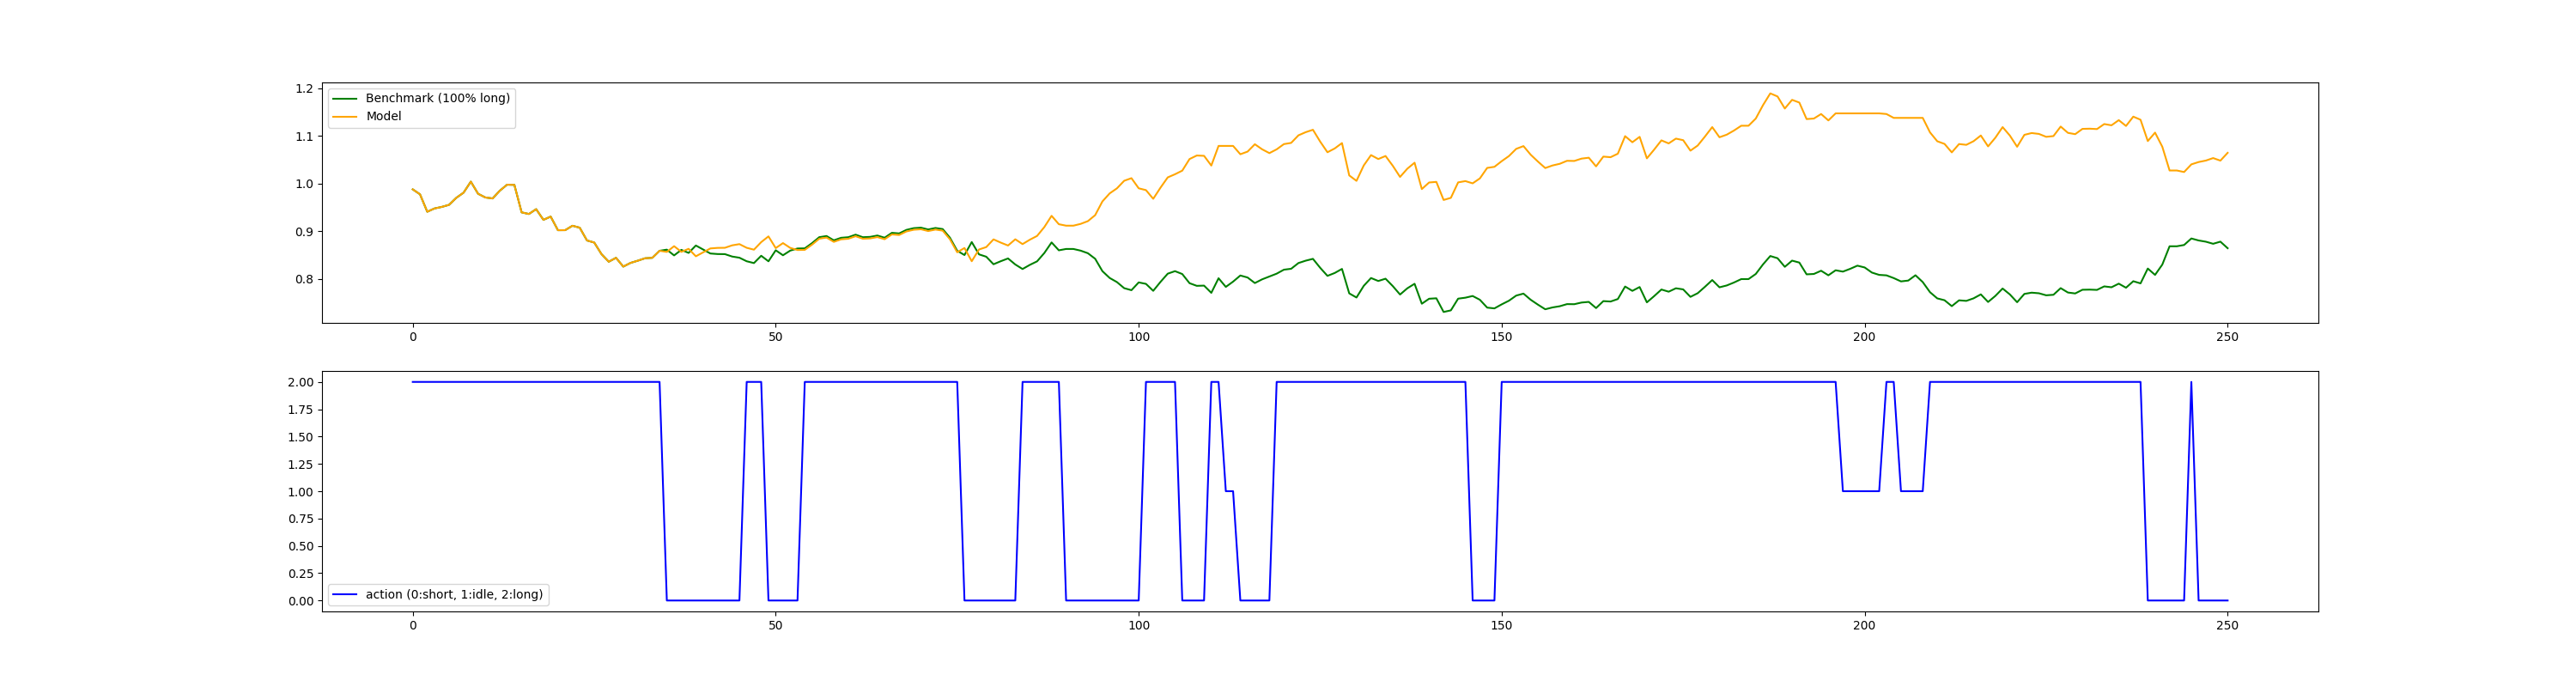 1.2
1.1
1.0
0.9
0.8
Benchmark (100% long)
Model
0 50 100 150 200 250
2.00
1.75
1.50
1.25
1.00
0.75
0.50
0.25
0.00
action (0:short, 1:idle, 2:long)
0 50 100 150 200 250